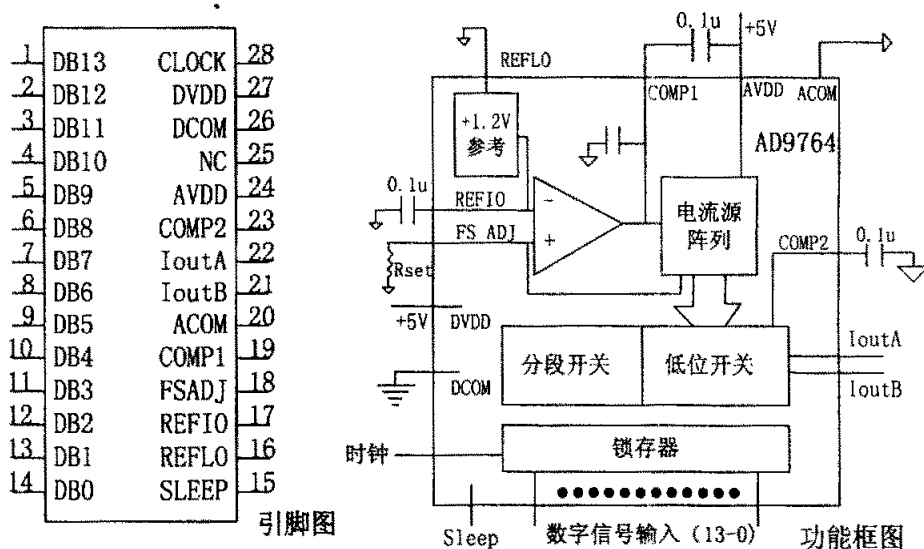 1 DB13 CLOCK 28
2 DB12 DVDD 27
3 DB11 DCOM 26
4 DB10 NC 25
5 DB9 AVDD 24
6 DB8 COMP2 23
7 DB7 IoutA 22
8 DB6 IoutB 21
9 DB5 ACOM 20
10 DB4 COMP1 19
11 DB3 FSADJ 18
12 DB2 REFIO 17
13 DB1 REFLO 16
14 DB0 SLEEP 15
引脚图
0.1u
+5V
REFLO
COMP1
AVDD
ACOM
+1.2V
参考
AD9764
0.1u
REFIO
-
FS ADJ
+
Rset
电流源
阵列
COMP2
0.1u
+5V
DVDD
DCOM
分段开关
低位开关
IoutA
IoutB
时钟
锁存器
Sleep
数字信号输入 (13-0)
功能框图